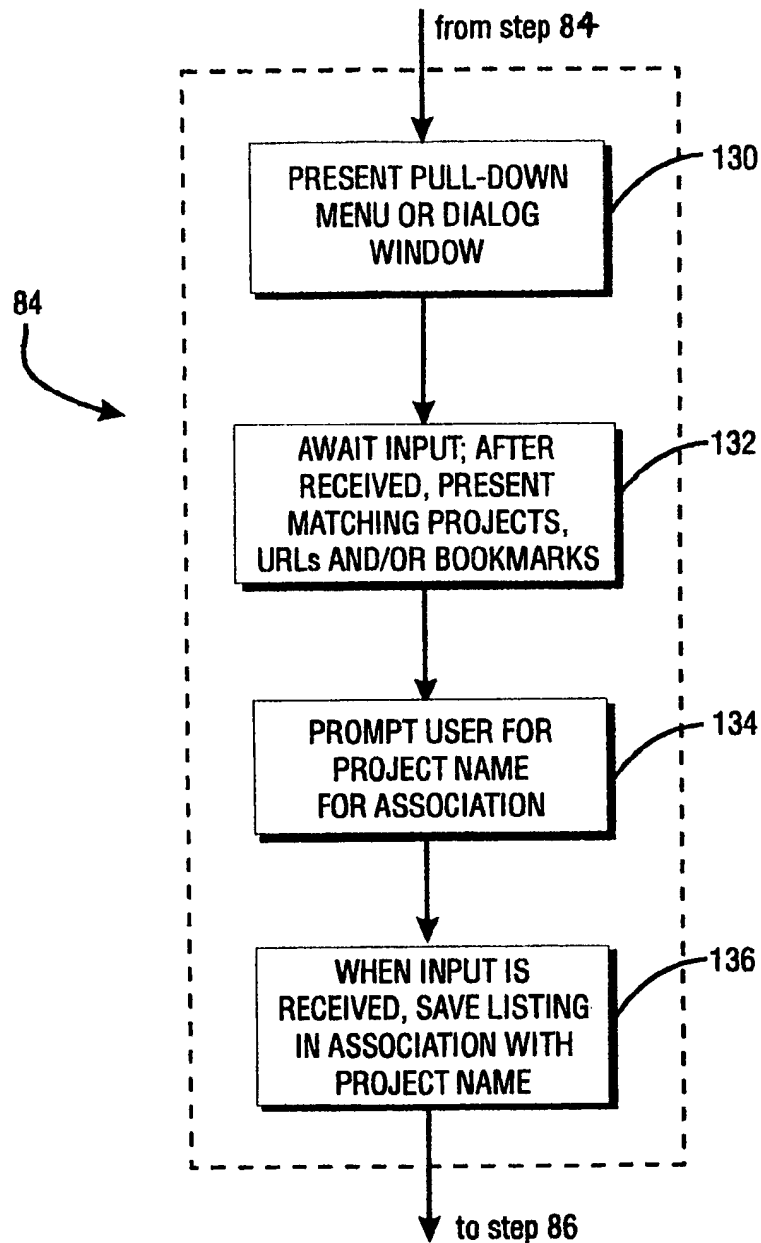 from step 84
PRESENT PULL-DOWN
MENU OR DIALOG
WINDOW
130
84
AWAIT INPUT; AFTER
RECEIVED, PRESENT
MATCHING PROJECTS,
URLs AND/OR BOOKMARKS
132
PROMPT USER FOR
PROJECT NAME
FOR ASSOCIATION
134
WHEN INPUT IS
RECEIVED, SAVE LISTING
IN ASSOCIATION WITH
PROJECT NAME
136
to step 86